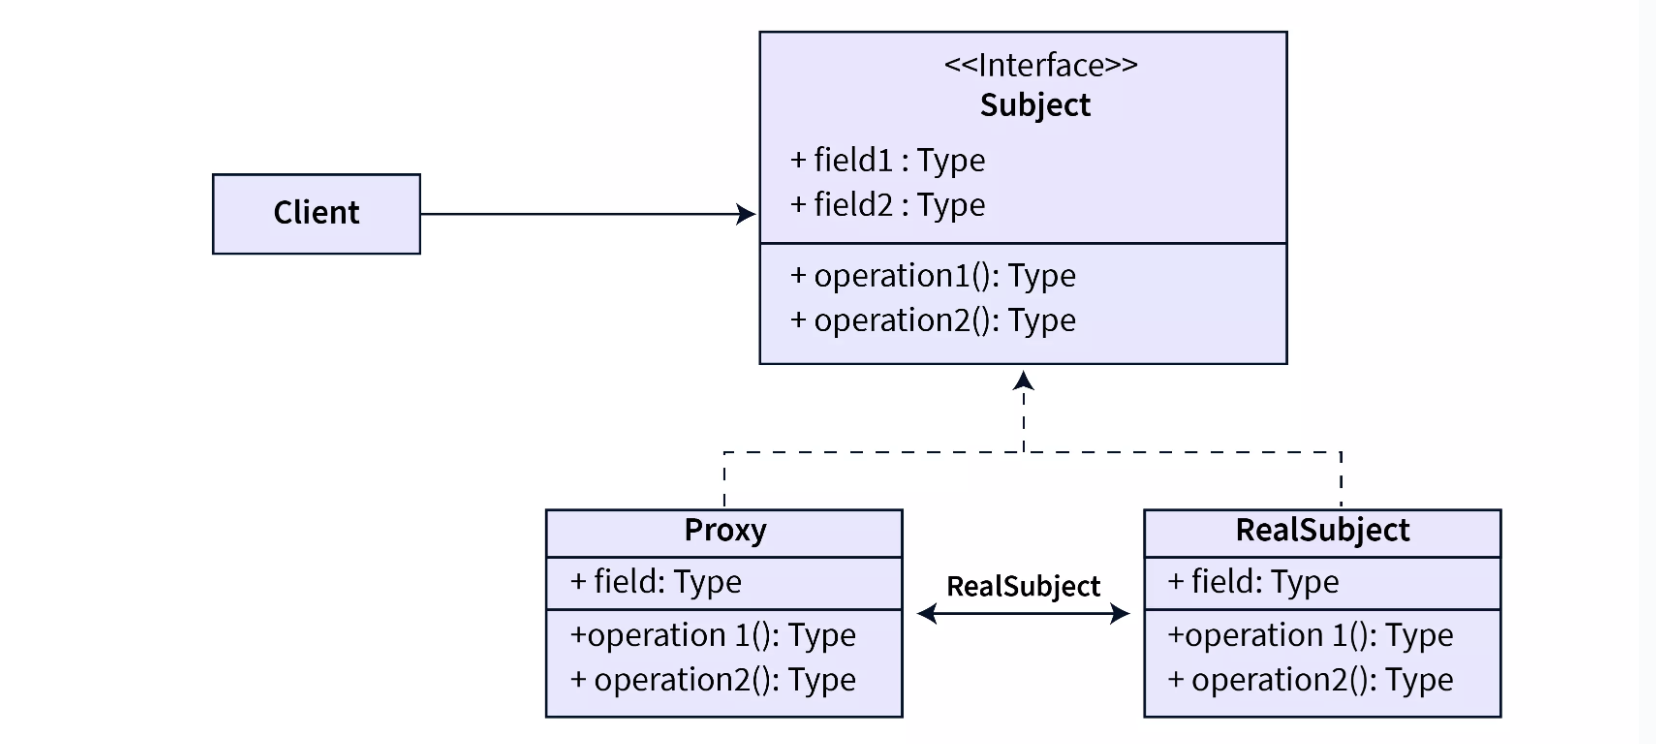 <<Interface>>
Subject
+ field1 : Type
+ field2 : Type
Client
+ operation1(): Type
+ operation2(): Type
Proxy
+ field: Type
+operation 1(): Type
+ operation2(): Type
RealSubject
RealSubject
+ field: Type
+operation 1(): Type
+ operation2(): Type